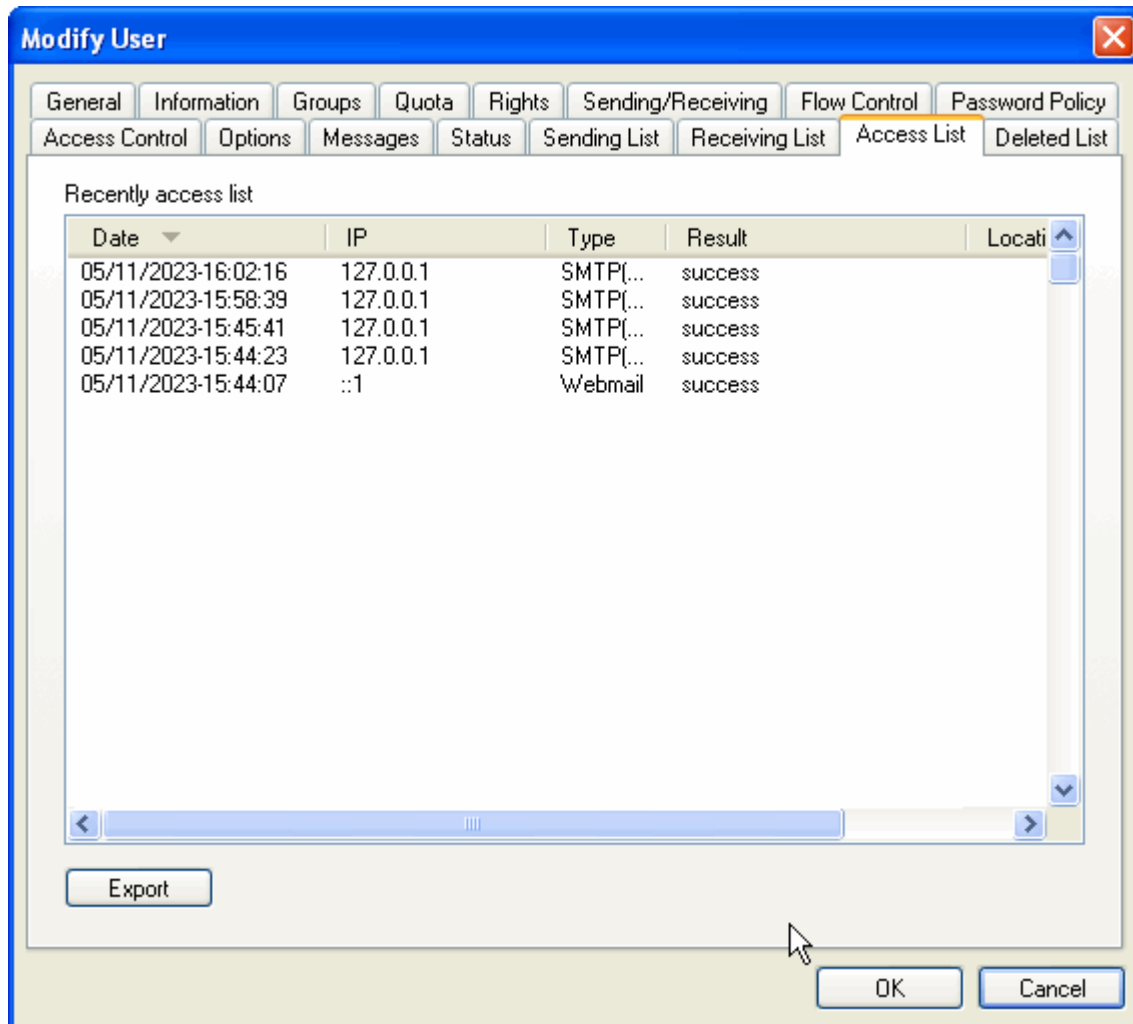 Modify User
General Information Groups Quota Rights Sending/Receiving Flow Control Password Policy
Access Control Options Messages Status Sending List Receiving List Access List Deleted List
Recently access list
Date IP Type Result Locati
05/11/2023-16:02:16 127.0.0.1 SMTP(... success
05/11/2023-15:58:39 127.0.0.1 SMTP(... success
05/11/2023-15:45:41 127.0.0.1 SMTP(... success
05/11/2023-15:44:23 127.0.0.1 SMTP(... success
05/11/2023-15:44:07 ::1 Webmail success
Export
OK Cancel